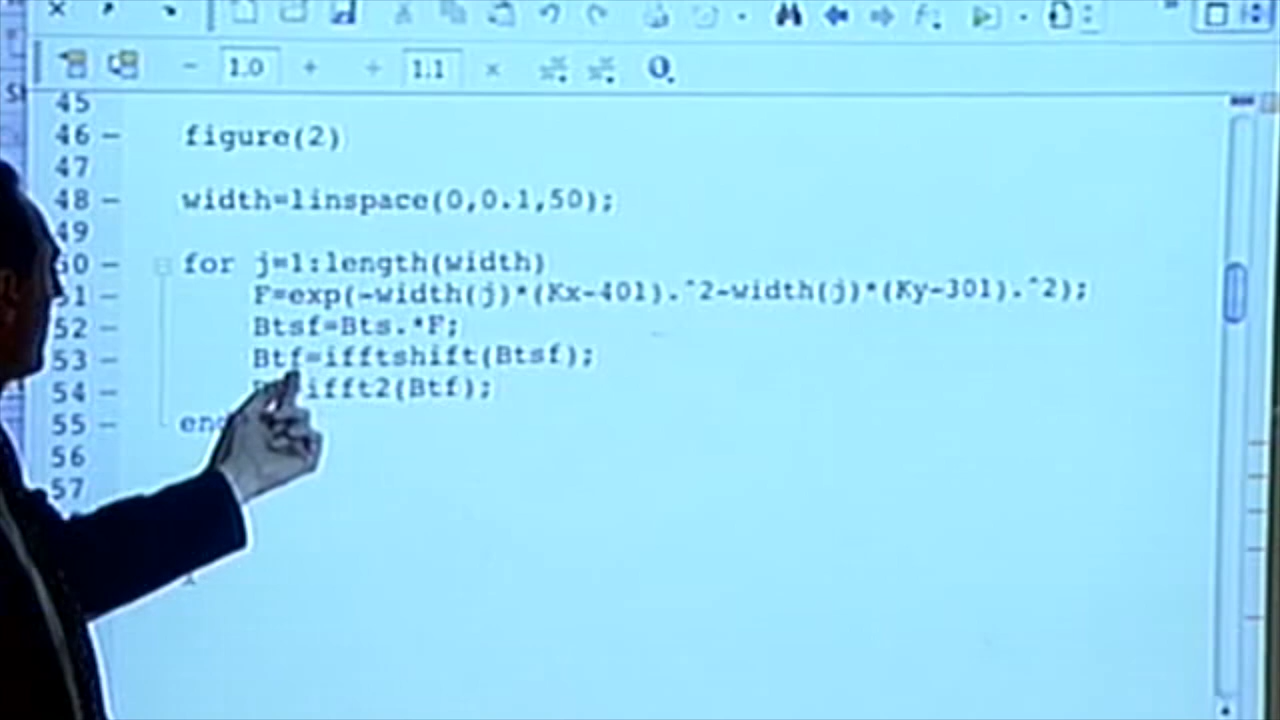 1.0 1.1
45
46 – figure(2)
47
48 – width=linspace(0,0.1,50);
49
50 – for j=1:length(width)
51 – F=exp(-width(j)*(Kx-401).^2-width(j)*(Ky-301).^2);
52 – Btsf=Bts.*F;
53 – Btf=ifftshift(Btsf);
54 – ifft2(Btf);
55 – end
56
57